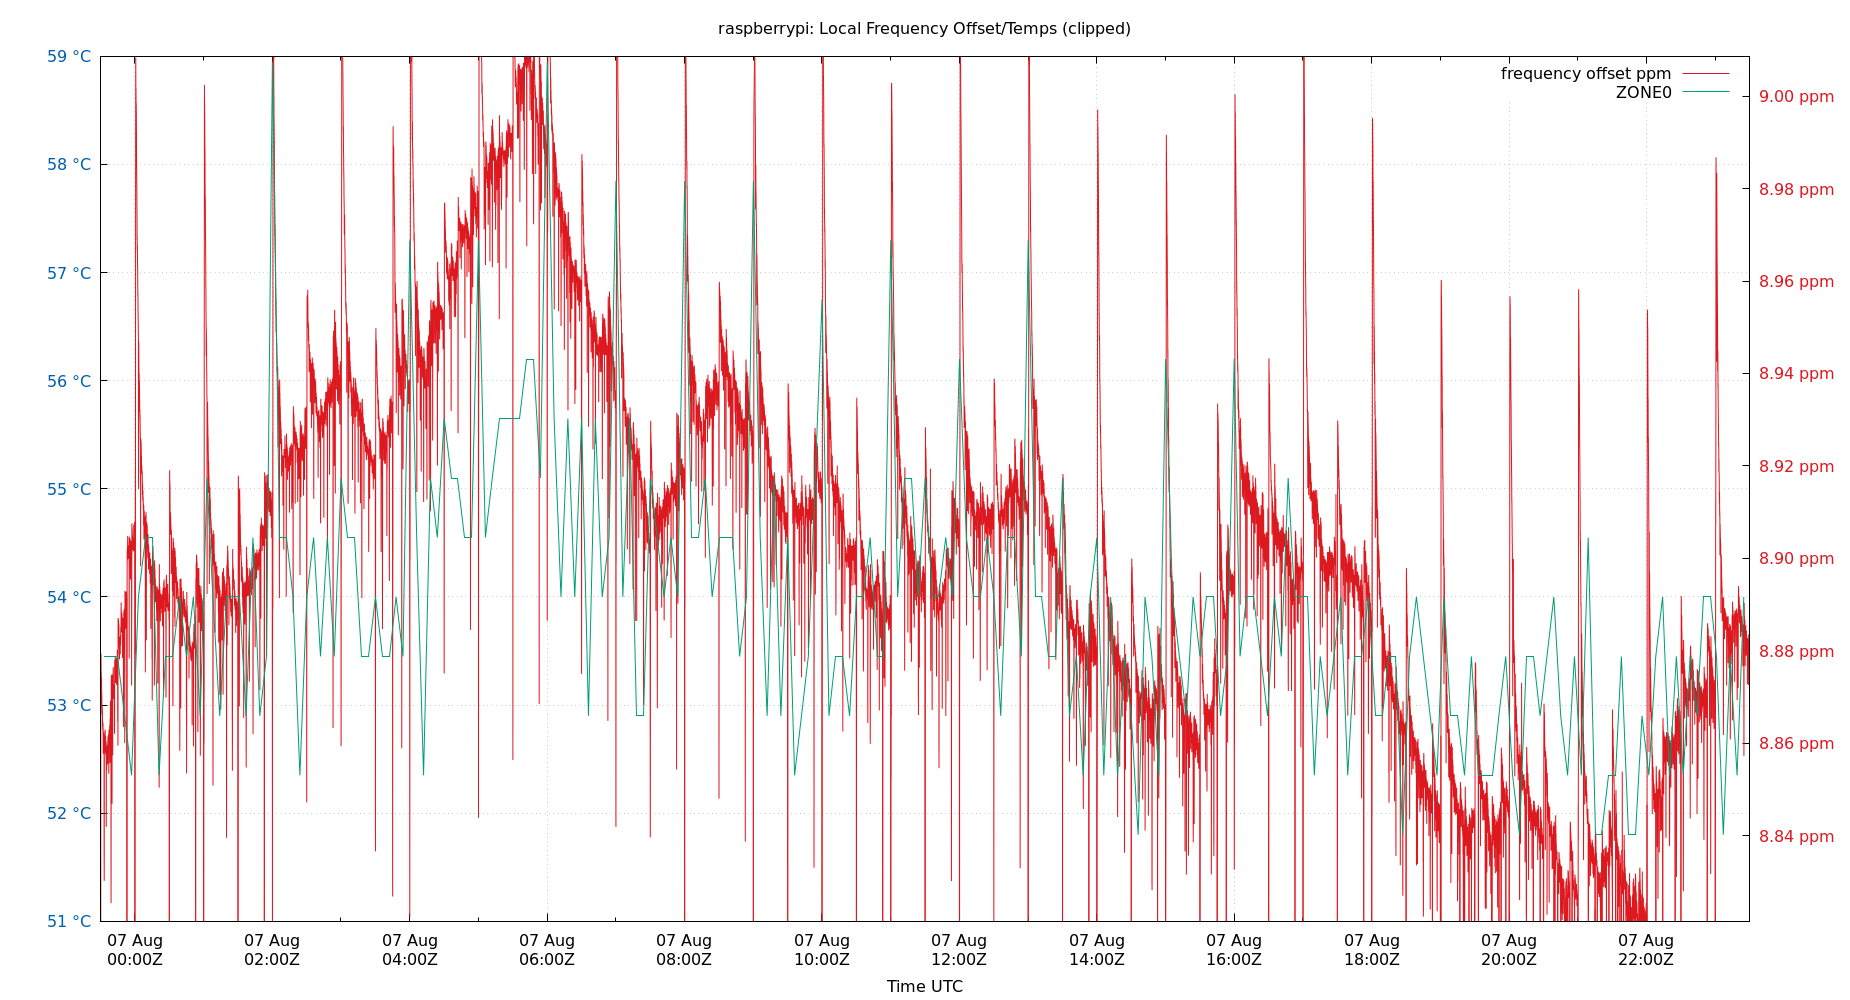 raspberrypi: Local Frequency Offset/Temps (clipped)
frequency offset ppm
ZONE0
59 °C
58 °C
57 °C
56 °C
55 °C
54 °C
53 °C
52 °C
51 °C
9.00 ppm
8.98 ppm
8.96 ppm
8.94 ppm
8.92 ppm
8.90 ppm
8.88 ppm
8.86 ppm
8.84 ppm
07 Aug
00:00Z
07 Aug
02:00Z
07 Aug
04:00Z
07 Aug
06:00Z
07 Aug
08:00Z
07 Aug
10:00Z
07 Aug
12:00Z
07 Aug
14:00Z
07 Aug
16:00Z
07 Aug
18:00Z
07 Aug
20:00Z
07 Aug
22:00Z
Time UTC